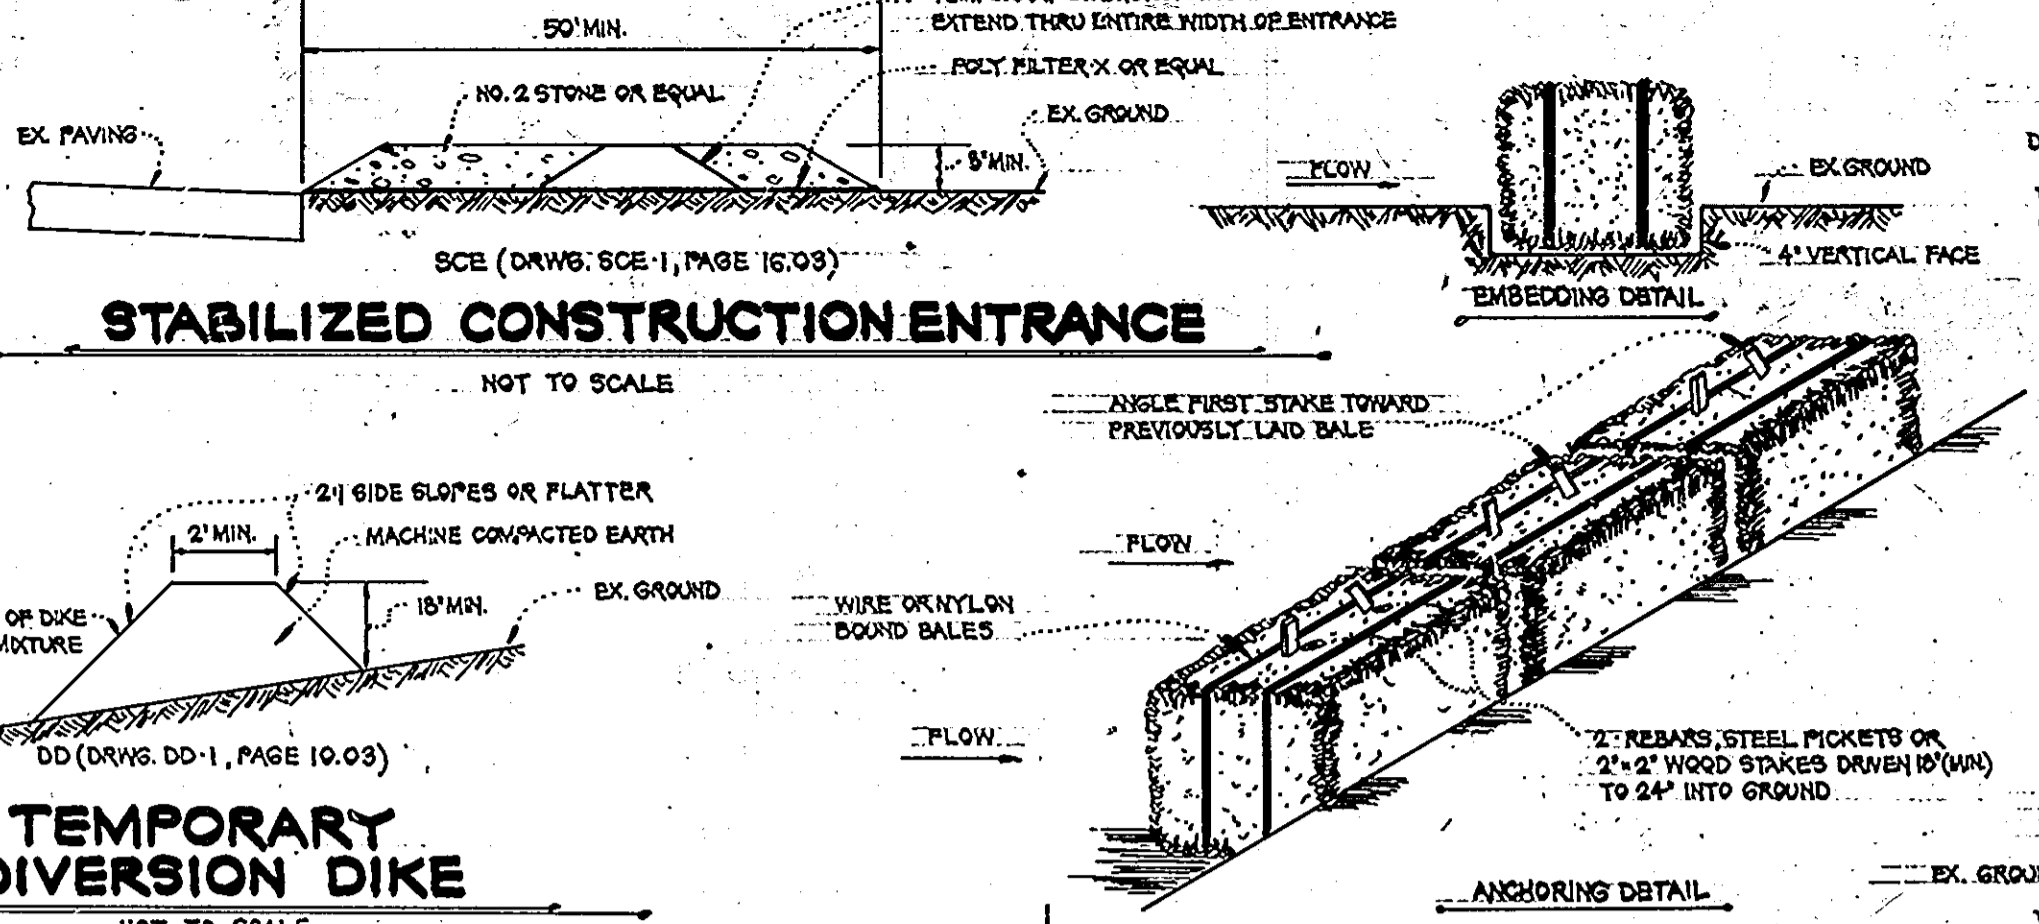 EXTEND THRU ENTIRE WIDTH OF ENTRANCE
50' MIN.
POLY FILTER-X OR EQUAL
NO. 2 STONE OR EQUAL
EX. GROUND
EX. PAVING
8" MIN.
SCE (DRWG. SCE-1, PAGE 16.03)
STABILIZED CONSTRUCTION ENTRANCE
NOT TO SCALE
FLOW
EX. GROUND
4" VERTICAL FACE
EMBEDDING DETAIL
ANGLE FIRST STAKE TOWARD
PREVIOUSLY LAID BALE
FLOW
WIRE OR NYLON
BOUND BALES
FLOW
2-REBARS, STEEL PICKETS OR
2"x2" WOOD STAKES DRIVEN 18" (MIN.)
TO 24" INTO GROUND
ANCHORING DETAIL
EX.
2:1 SIDE SLOPES OR FLATTER
2' MIN.
MACHINE COMPACTED EARTH
EX. GROUND
18" MIN.
OF DIKE
DD (DRWG. DD-1, PAGE 10.03)
TEMPORARY
DIVERSION DIKE
NOT TO SCALE